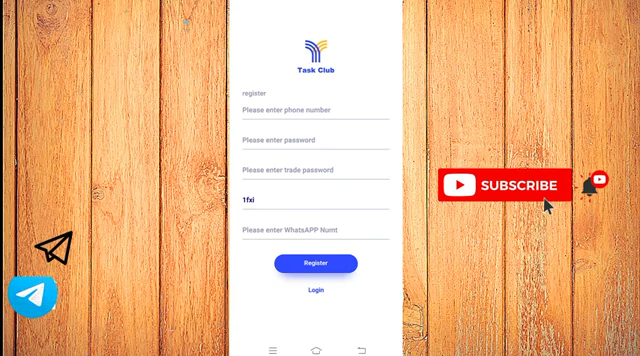 Task Club
register
Please enter phone number
Please enter password
Please enter trade password
1fxi
Please enter WhatsAPP Numt
Register
Login
SUBSCRIBE